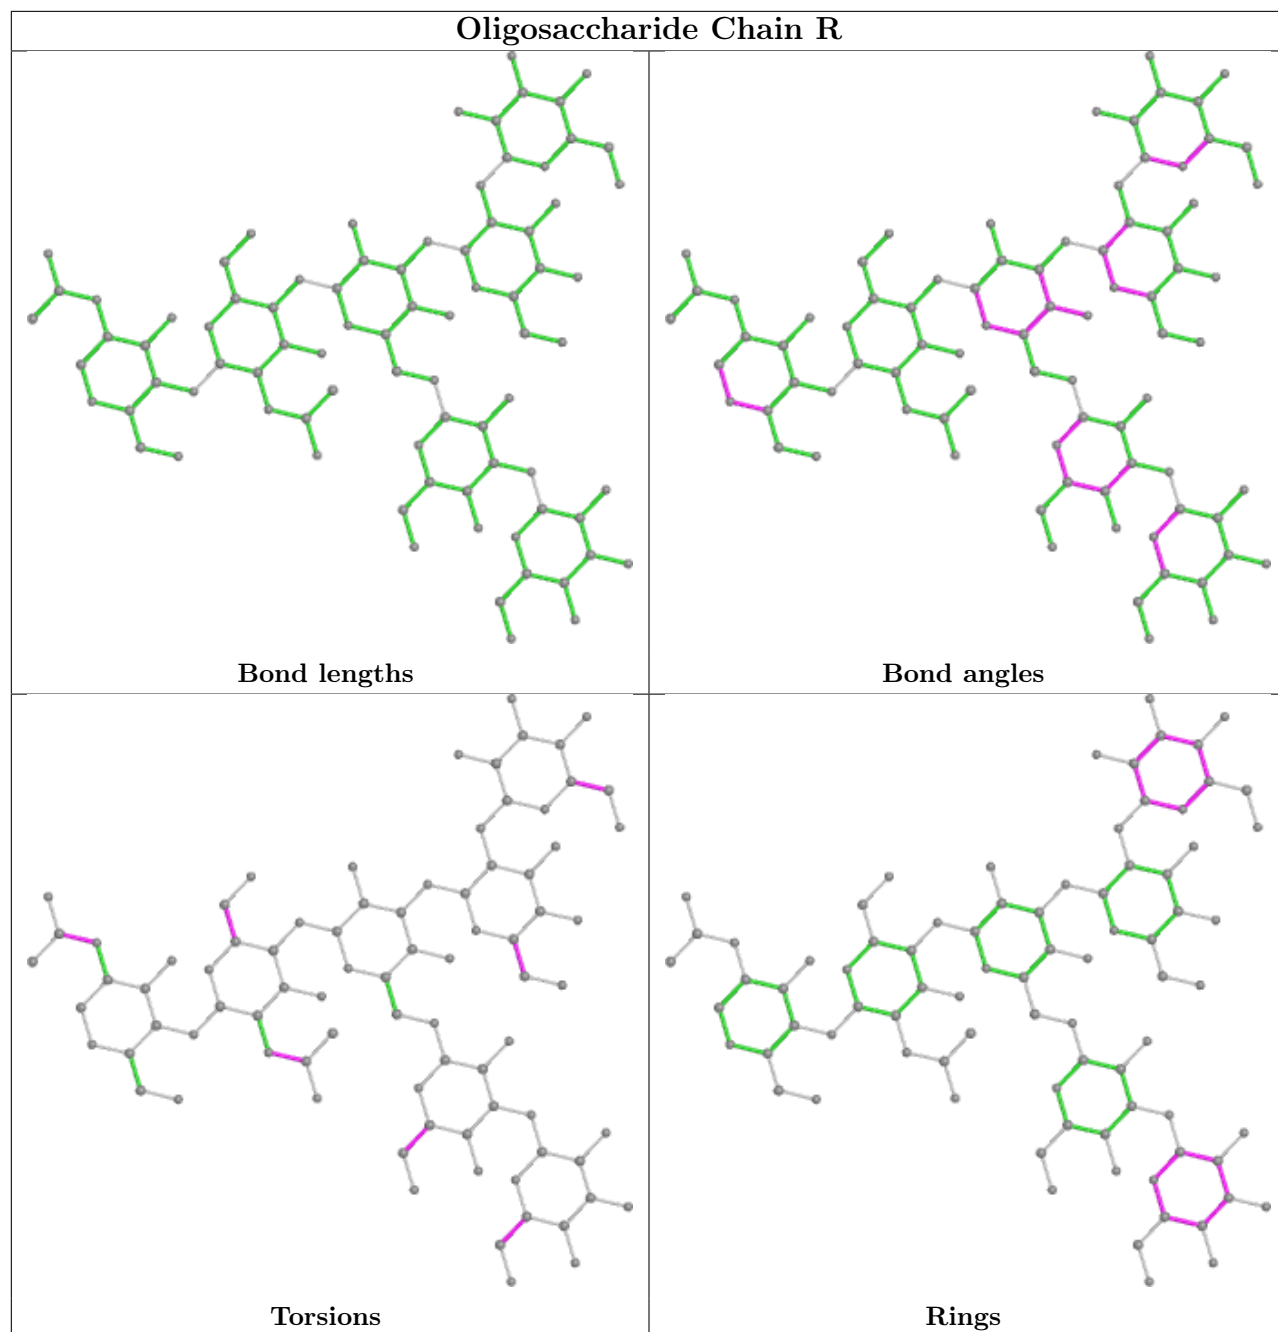 Oligosaccharide Chain R
Bond lengths
Bond angles
Torsions
Rings